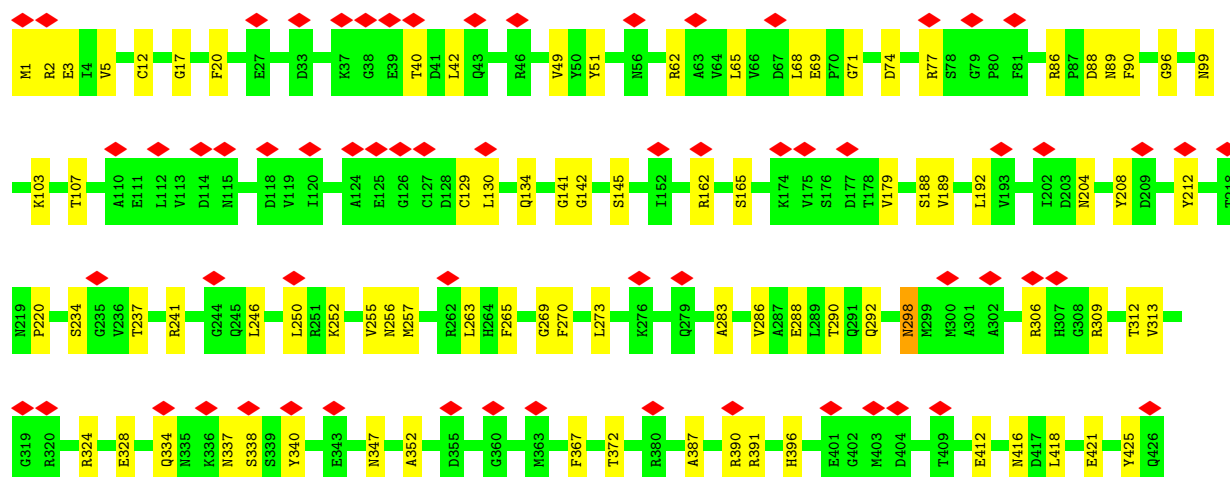 M1 R2 E3 I4 V5 C12 G17 F20 E27 D33 K37 G38 E39 T40 D41 L42 Q43 R46 V49 Y50 Y51 N56 R62 A63 V64 L65 V66 D67 L68 E69 P70 G71 D74 R77 S78 G79 P80 F81 R86 P87 D88 N89 F90 G96 N99
K103 T107 A110 E111 L112 V113 D114 N115 D118 V119 I120 A124 E125 G126 C127 D128 C129 L130 Q134 G141 G142 S145 I152 R162 S165 K174 V175 S176 D177 T178 V179 S188 V189 L192 V193 I202 D203 N204 Y208 D209 Y212 T218
N219 P220 S234 G235 V236 T237 R241 G244 Q245 L246 L250 R251 K252 V255 N256 M257 R262 L263 H264 F265 G269 F270 L273 K276 Q279 A283 V286 A287 E288 L289 T290 Q291 Q292 N298 M299 M300 A301 A302 R306 H307 G308 R309 T312 V313
G319 R320 R324 E328 Q334 N335 K336 N337 S338 S339 Y340 E343 N347 A352 D355 G360 M363 F367 T372 R380 A387 R390 R391 H396 E401 G402 M403 D404 T409 E412 N416 D417 L418 E421 Y425 Q426